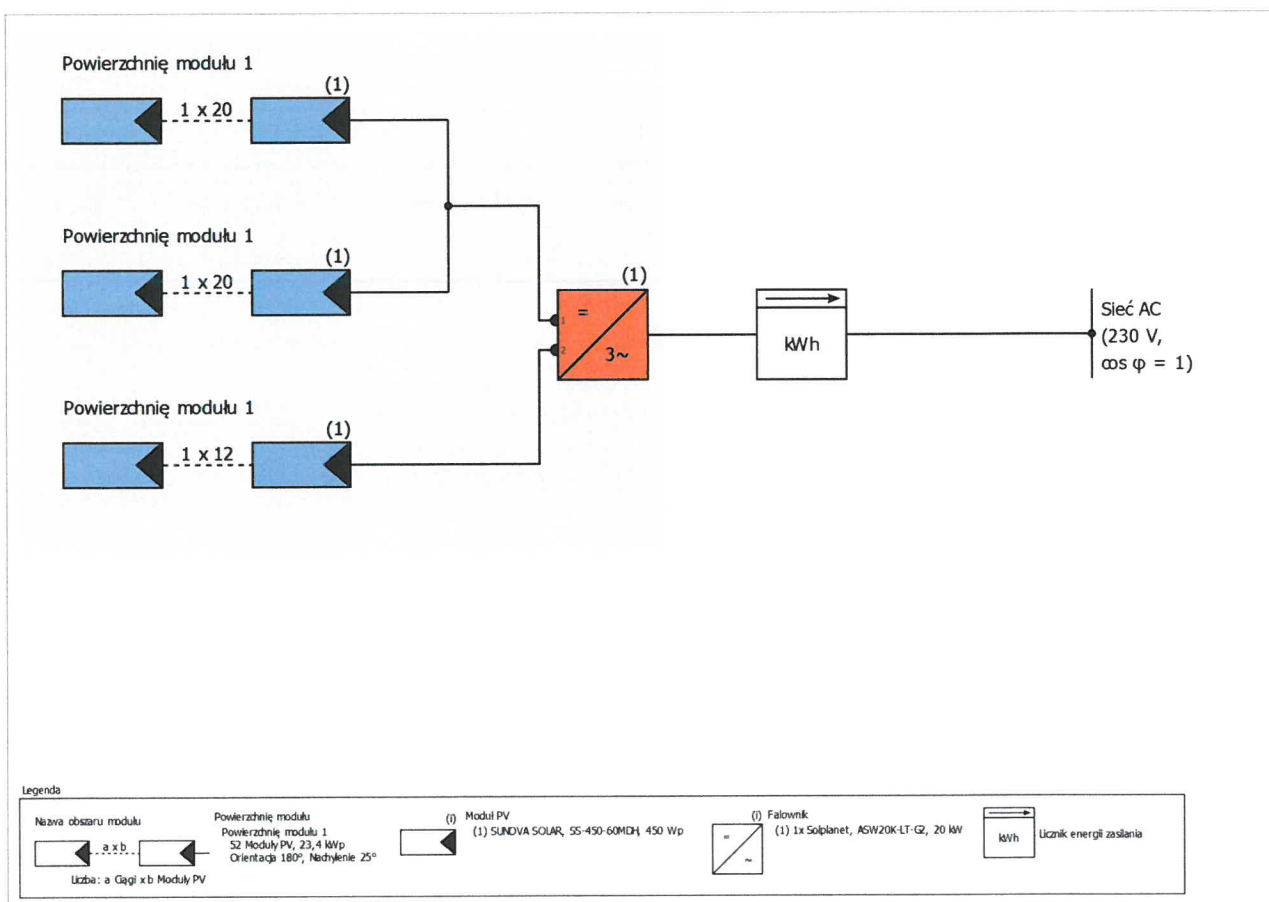 Powierzchnię modułu 1
(1)
1 x 20
Powierzchnię modułu 1
(1)
1 x 20
(1)
=
1
2
3~
kWh
Sieć AC
(230 V,
cos φ = 1)
Powierzchnię modułu 1
(1)
1 x 12
Legenda
Nazwa obszaru modułu
a x b
Liczba: a Ciągi x b Moduły PV
Powierzchnię modułu
Powierzchnię modułu 1
52 Moduły PV, 23,4 kWp
Orientacja 180°, Nachylenie 25°
(i) Moduł PV
(1) SUNOVA SOLAR, SS-450-60MDH, 450 Wp
(i) Falownik
(1) 1x Solplanet, ASW20K-LT-G2, 20 kW
=
~
kWh
Licznik energii zasilania